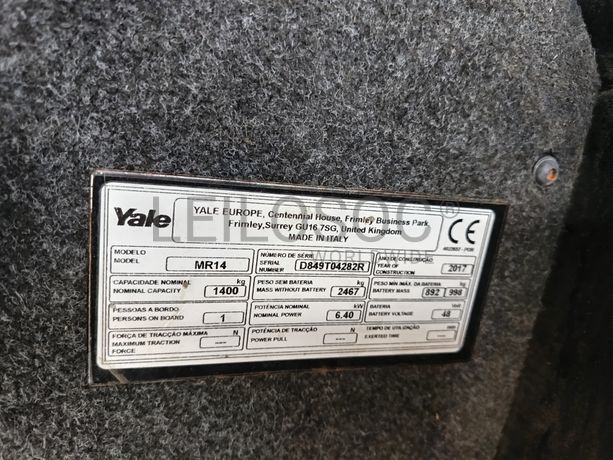 Yale
YALE EUROPE, Centennial House, Frimley Business Park
Frimley,Surrey GU16 7SG, United Kingdom
MADE IN ITALY
CE
LEILOSOC®
WORLD
MODELO
MODEL MR14
NÚMERO DE SÉRIE
SERIAL NUMBER D849T04282R
ANO DE CONSTRUÇÃO
YEAR OF CONSTRUCTION 2017
CAPACIDADE NOMINAL kg
NOMINAL CAPACITY 1400
PESO SEM BATERIA kg
MASS WITHOUT BATTERY 2467
PESO MIN /MÁX. DA BATERIA kg
BATTERY MASS 892 998
PESSOAS A BORDO
PERSONS ON BOARD 1
POTÊNCIA NOMINAL kW
NOMINAL POWER 6.40
BATERIA Volt
BATTERY VOLTAGE 48
FORÇA DE TRACÇÃO MÁXIMA N
MAXIMUM TRACTION FORCE ---
POTÊNCIA DE TRACÇÃO N
POWER PULL ---
TEMPO DE UTILIZAÇÃO min
EXERTED TIME ---